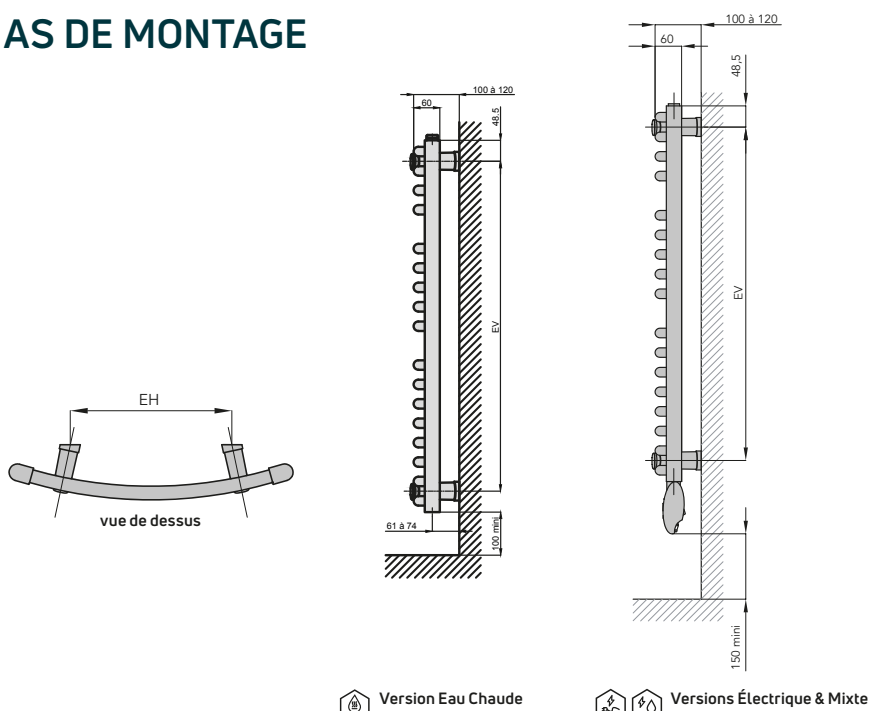 AS DE MONTAGE
100 à 120
60
48,5
EV
100 à 120
60
48,5
EV
EH
vue de dessus
61 à 74
100 mini
150 mini
Version Eau Chaude
Versions Électrique & Mixte